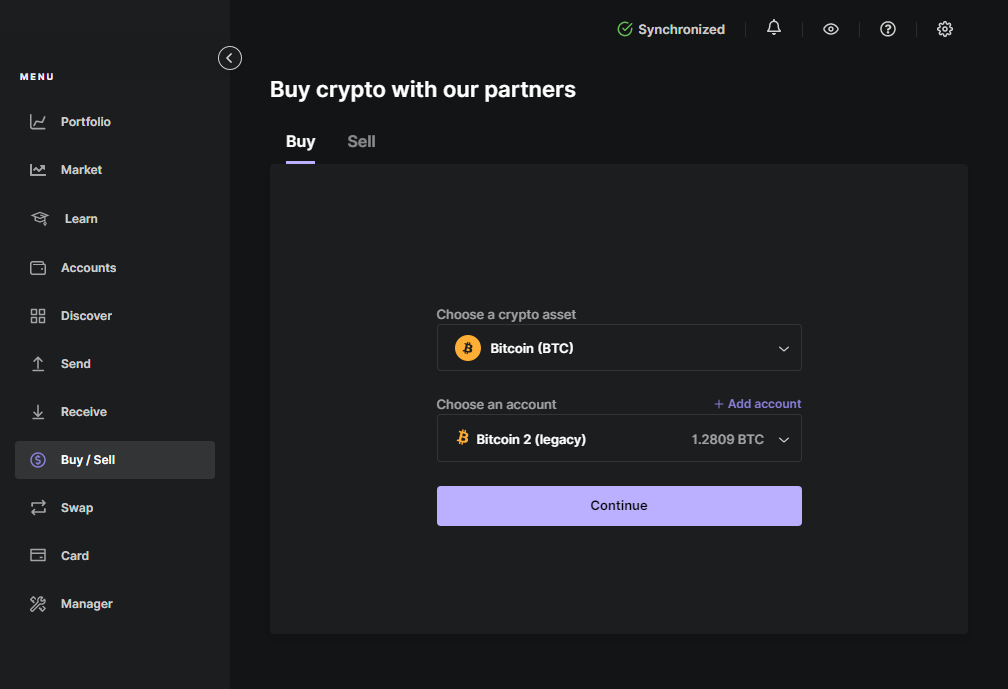 Synchronized
MENU
Portfolio
Market
Learn
Accounts
Discover
Send
Receive
Buy / Sell
Swap
Card
Manager
Buy crypto with our partners
Buy Sell
Choose a crypto asset
Bitcoin (BTC)
Choose an account + Add account
Bitcoin 2 (legacy) 1.2809 BTC
Continue